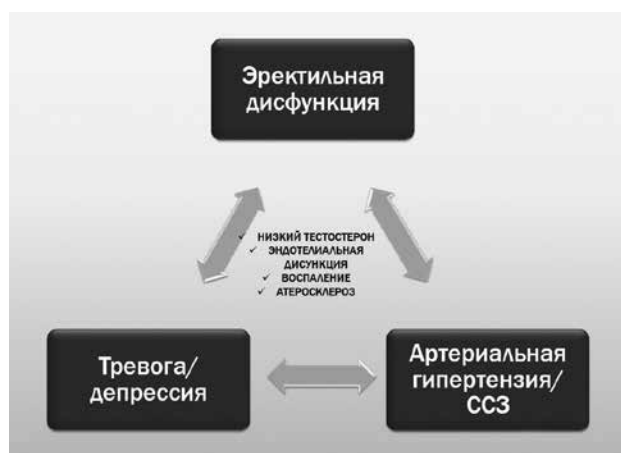 Эректильная
дисфункция
✓ НИЗКИЙ ТЕСТОСТЕРОН
✓ ЭНДОТЕЛИАЛЬНАЯ
ДИСУНКЦИЯ
✓ ВОСПАЛЕНИЕ
✓ АТЕРОСКЛЕРОЗ
Тревога/
депрессия
Артериальная
гипертензия/
ССЗ